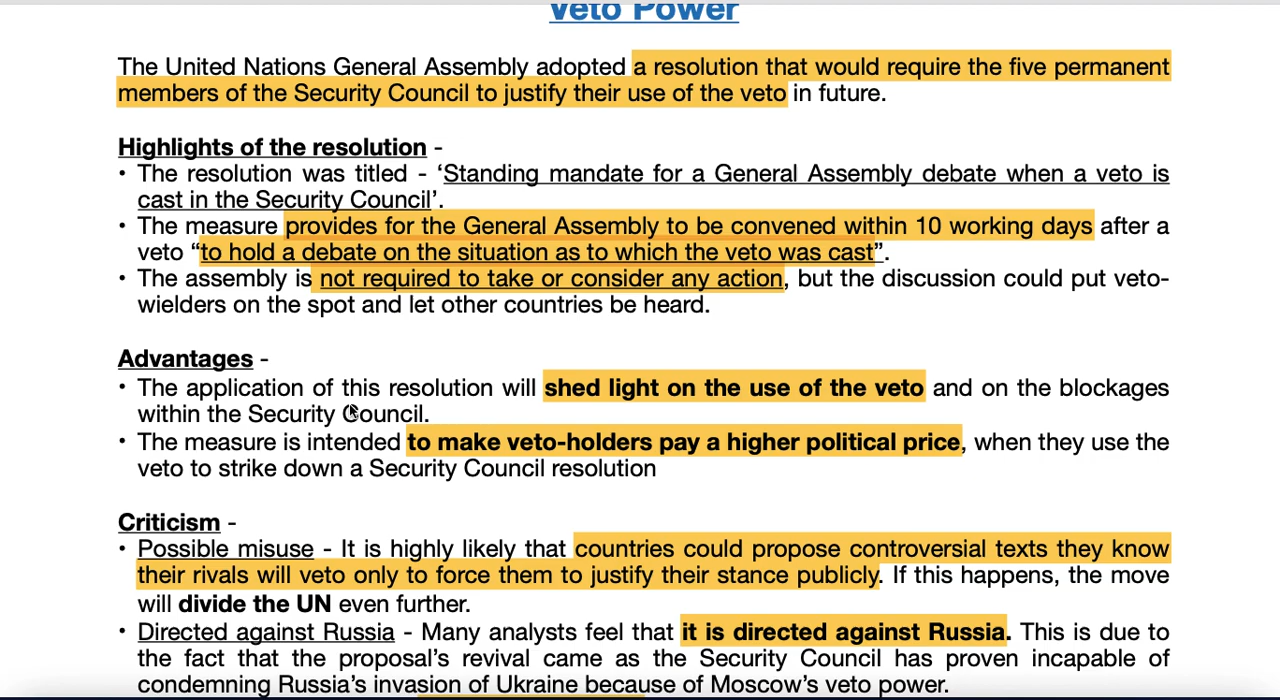 Veto Power
The United Nations General Assembly adopted a resolution that would require the five permanent
members of the Security Council to justify their use of the veto in future.
Highlights of the resolution -
• The resolution was titled - ‘Standing mandate for a General Assembly debate when a veto is
cast in the Security Council’.
• The measure provides for the General Assembly to be convened within 10 working days after a
veto “to hold a debate on the situation as to which the veto was cast”.
• The assembly is not required to take or consider any action, but the discussion could put veto-
wielders on the spot and let other countries be heard.
Advantages -
• The application of this resolution will shed light on the use of the veto and on the blockages
within the Security Council.
• The measure is intended to make veto-holders pay a higher political price, when they use the
veto to strike down a Security Council resolution
Criticism -
• Possible misuse - It is highly likely that countries could propose controversial texts they know
their rivals will veto only to force them to justify their stance publicly. If this happens, the move
will divide the UN even further.
• Directed against Russia - Many analysts feel that it is directed against Russia. This is due to
the fact that the proposal’s revival came as the Security Council has proven incapable of
condemning Russia’s invasion of Ukraine because of Moscow’s veto power.